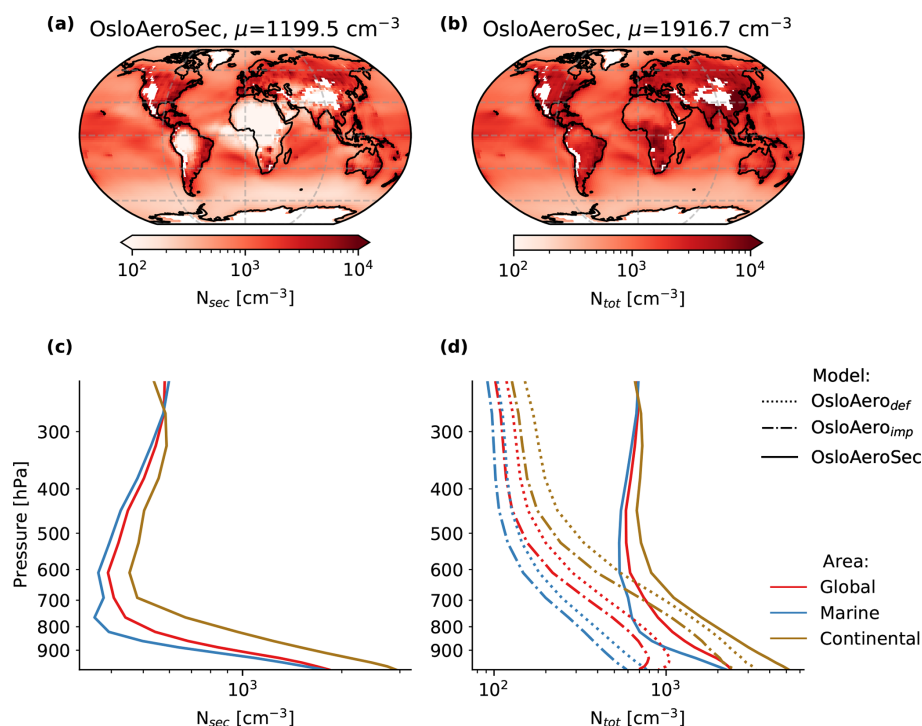 (a) OsloAeroSec, μ=1199.5 cm⁻³
(b) OsloAeroSec, μ=1916.7 cm⁻³
10² 10³ 10⁴
N_sec [cm⁻³]
10² 10³ 10⁴
N_tot [cm⁻³]
(c)
(d)
Pressure [hPa]
300
400
500
600
700
800
900
10³
N_sec [cm⁻³]
300
400
500
600
700
800
900
10² 10³
N_tot [cm⁻³]
Model:
OsloAero_def
OsloAero_imp
OsloAeroSec
Area:
Global
Marine
Continental